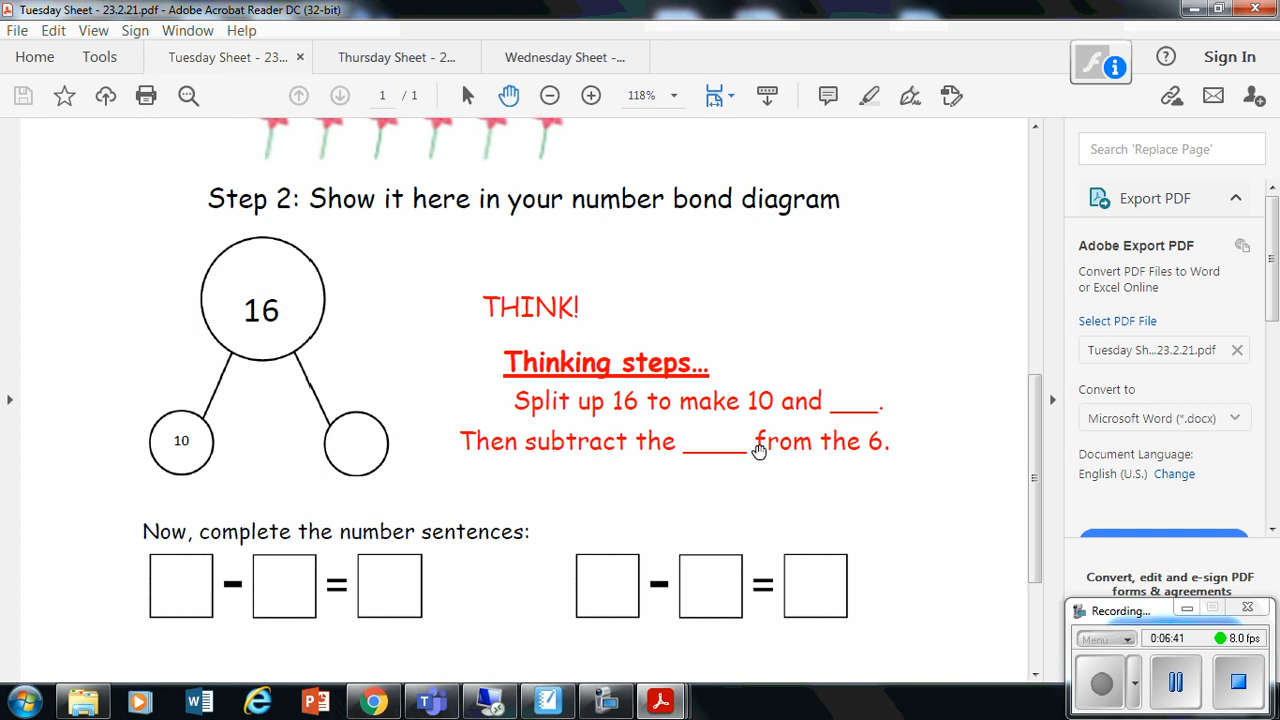 Tuesday Sheet - 23.2.21.pdf - Adobe Acrobat Reader DC (32-bit)
File Edit View Sign Window Help
Home Tools Tuesday Sheet - 23... × Thursday Sheet - 2... Wednesday Sheet -... Sign In
1 / 1 118%
Search 'Replace Page'
Step 2: Show it here in your number bond diagram
16
10
THINK!
Thinking steps...
Split up 16 to make 10 and ___.
Then subtract the _____ from the 6.
Now, complete the number sentences:
- = - =
Export PDF
Adobe Export PDF
Convert PDF Files to Word
or Excel Online
Select PDF File
Tuesday Sh...23.2.21.pdf
Convert to
Microsoft Word (*.docx)
Document Language:
English (U.S.) Change
Convert, edit and e-sign PDF
forms & agreements
Recording...
Menu 0:06:41 8.0 fps